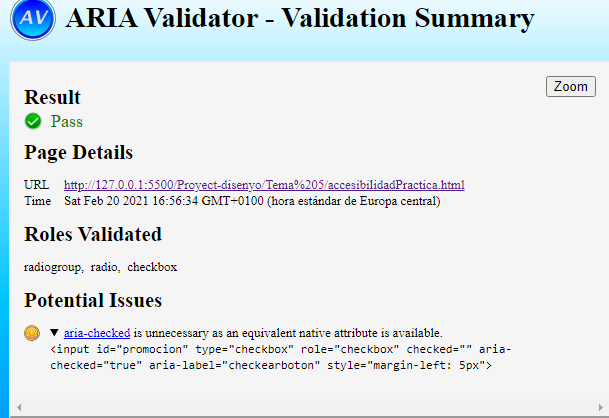 AV ARIA Validator - Validation Summary
Zoom
Result
Pass
Page Details
URL http://127.0.0.1:5500/Proyect-disenyo/Tema%205/accesibilidadPractica.html
Time Sat Feb 20 2021 16:56:34 GMT+0100 (hora estándar de Europa central)
Roles Validated
radiogroup, radio, checkbox
Potential Issues
▼ aria-checked is unnecessary as an equivalent native attribute is available.
<input id="promocion" type="checkbox" role="checkbox" checked="" aria-
checked="true" aria-label="checkearboton" style="margin-left: 5px">